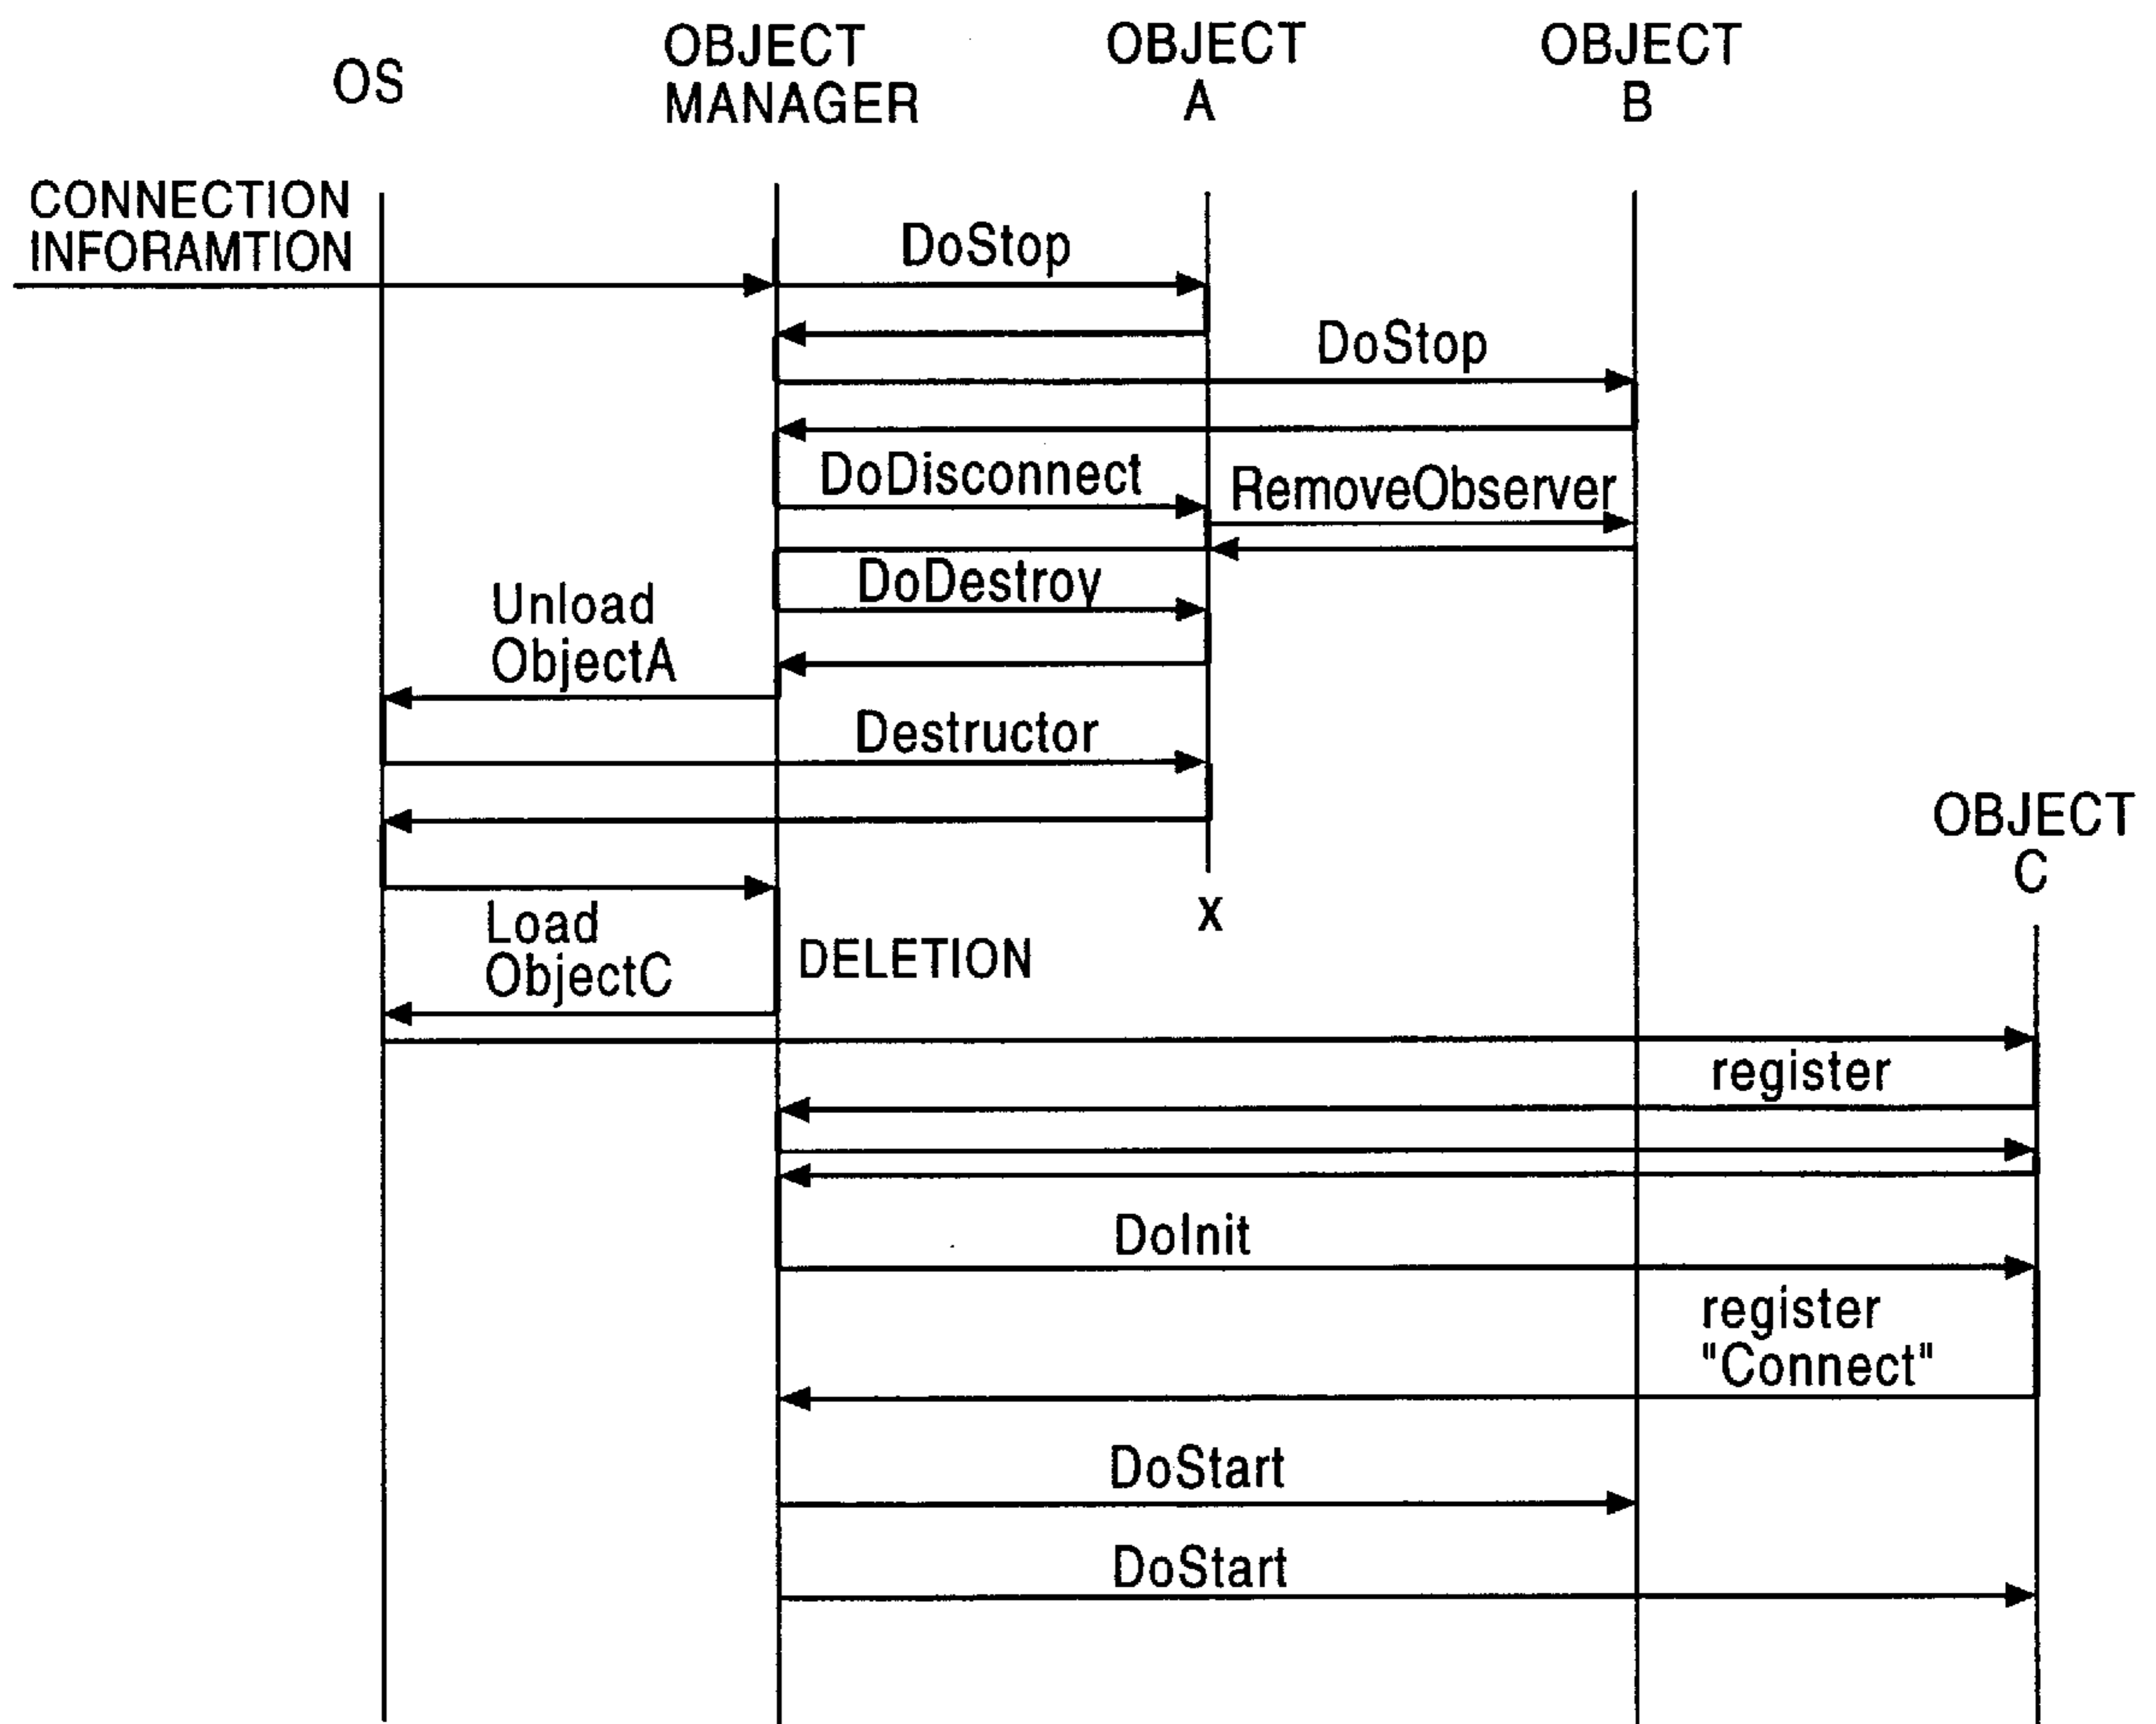 OS
OBJECT
MANAGER
OBJECT
A
OBJECT
B
CONNECTION
INFORAMTION
DoStop
DoStop
DoDisconnect
RemoveObserver
DoDestroy
Unload
ObjectA
Destructor
OBJECT
C
x
Load
ObjectC
DELETION
register
DoInit
register
"Connect"
DoStart
DoStart